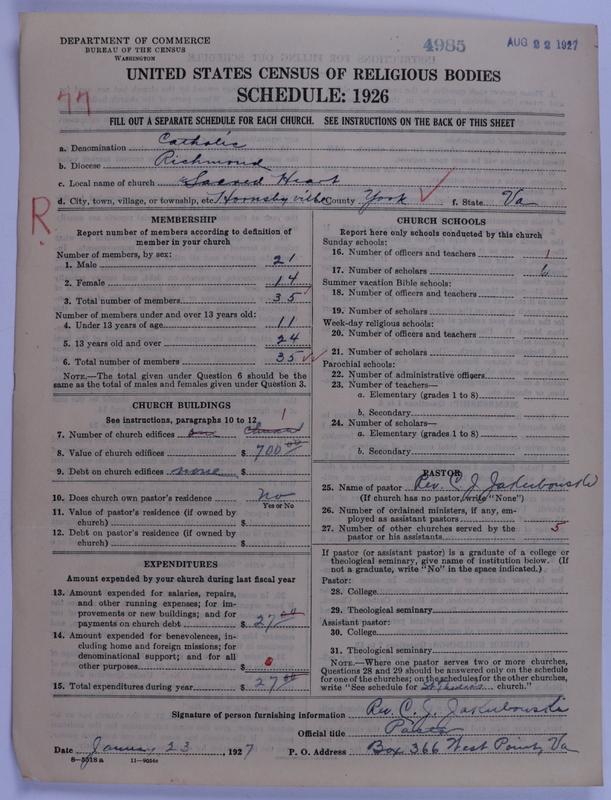 DEPARTMENT OF COMMERCE
BUREAU OF THE CENSUS
WASHINGTON
4985
AUG 22 1927
UNITED STATES CENSUS OF RELIGIOUS BODIES
SCHEDULE: 1926
77
FILL OUT A SEPARATE SCHEDULE FOR EACH CHURCH. SEE INSTRUCTIONS ON THE BACK OF THIS SHEET
a. Denomination Catholic
b. Diocese Richmond
c. Local name of church Sacred Heart
d. City, town, village, or township, etc. Hornsbyville County York f. State Va
R.
MEMBERSHIP
Report number of members according to definition of
member in your church
Number of members, by sex:
1. Male 21
2. Female 14
3. Total number of members 35
Number of members under and over 13 years old:
4. Under 13 years of age 11
5. 13 years old and over 24
6. Total number of members 35
NOTE.—The total given under Question 6 should be
same as the total of males and females given under Question 3.
CHURCH BUILDINGS
See instructions, paragraphs 10 to 12
1
7. Number of church edifices one church
8. Value of church edifices $ 700 00
9. Debt on church edifices none $
10. Does church own pastor's residence No
Yes or No
11. Value of pastor's residence (if owned by
church) $
12. Debt on pastor's residence (if owned by
church) $
EXPENDITURES
Amount expended by your church during last fiscal year
13. Amount expended for salaries, repairs,
and other running expenses; for im-
provements or new buildings; and for
payments on church debt $ 27 00
14. Amount expended for benevolences, in-
cluding home and foreign missions; for
denominational support; and for all
other purposes $ 0
15. Total expenditures during year $ 27 00
CHURCH SCHOOLS
Report here only schools conducted by this church
Sunday schools:
16. Number of officers and teachers 1
17. Number of scholars 6
Summer vacation Bible schools:
18. Number of officers and teachers
19. Number of scholars
Week-day religious schools:
20. Number of officers and teachers
21. Number of scholars
Parochial schools:
22. Number of administrative officers
23. Number of teachers—
a. Elementary (grades 1 to 8)
b. Secondary
24. Number of scholars—
a. Elementary (grades 1 to 8)
b. Secondary
PASTOR
25. Name of pastor Rev. C. J. Jakubowski
(If church has no pastor, write "None")
26. Number of ordained ministers, if any, em-
ployed as assistant pastors
27. Number of other churches served by the
pastor or his assistants 5
If pastor (or assistant pastor) is a graduate of a college or
theological seminary, give name of institution below. (If
not a graduate, write "No" in the space indicated.)
Pastor:
28. College
29. Theological seminary
Assistant pastor:
30. College
31. Theological seminary
NOTE.—Where one pastor serves two or more churches,
Questions 28 and 29 should be answered only on the schedule
for one of the churches; on the schedules for the other churches,
write "See schedule for church."
Signature of person furnishing information Rev. C. J. Jakubowski
Official title Pastor
Date January 23, 1927 P. O. Address Box 366 West Point, Va
8—5518a 11—9054a